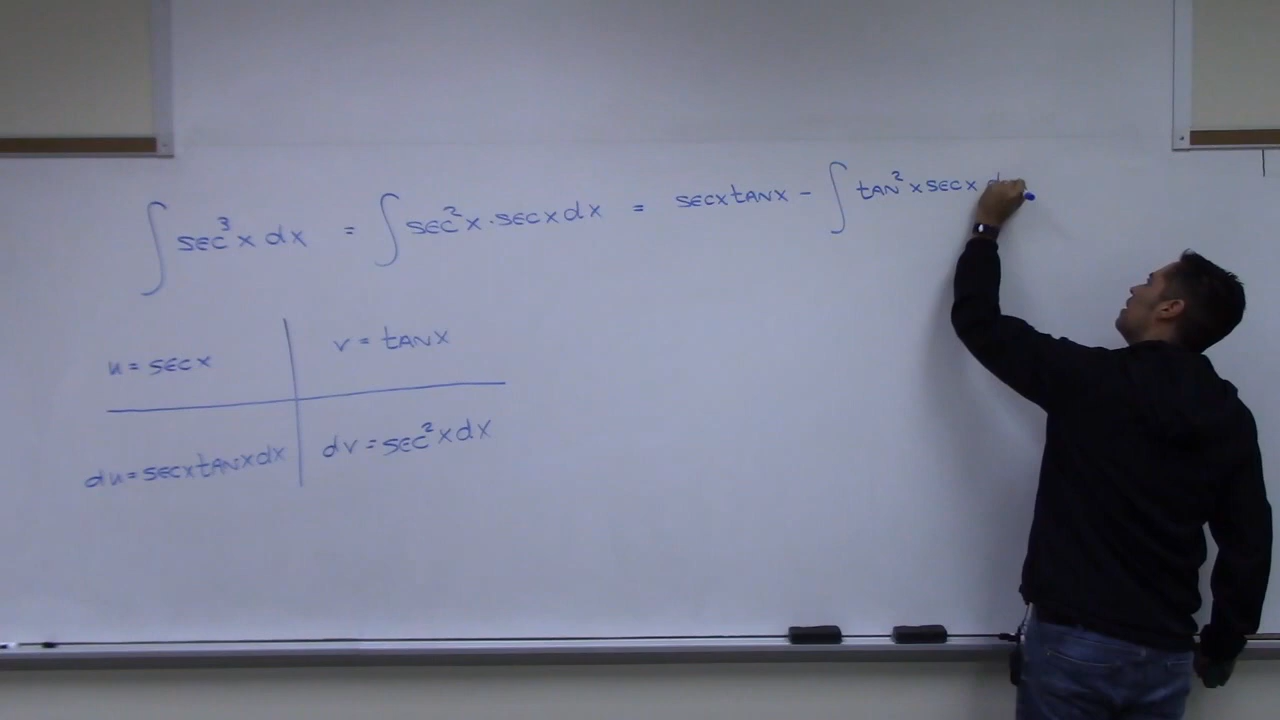 ∫ sec³x dx = ∫ sec²x · secx dx = secx tanx − ∫ tan²x secx d
u = secx
v = tanx
du = secx tanx dx
dv = sec²x dx